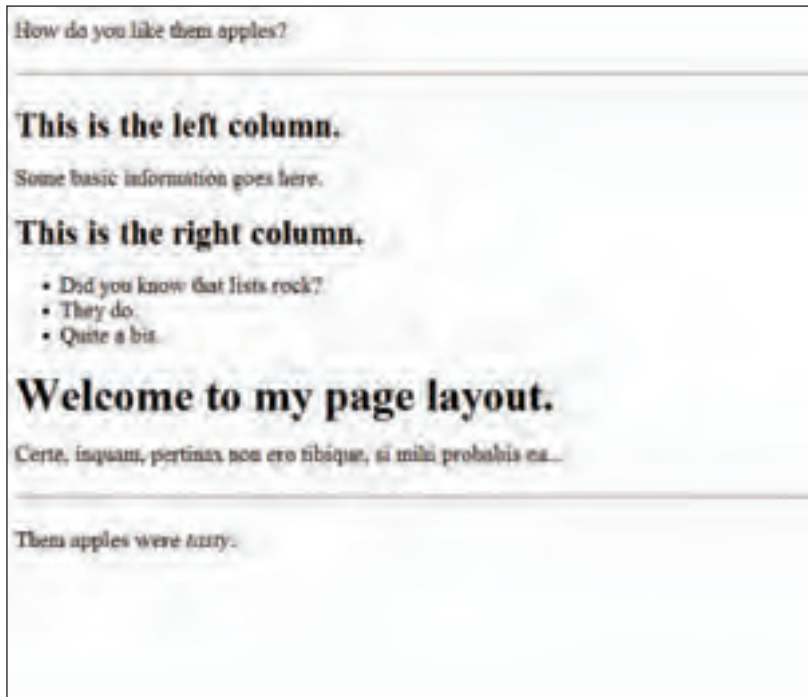 How do you like them apples?
This is the left column.
Some basic information goes here.
This is the right column.
• Did you know that lists rock?
• They do.
• Quite a bit.
Welcome to my page layout.
Certe, inquam, pertinax non ero tibique, si mihi probabis ea...
Them apples were tasty.